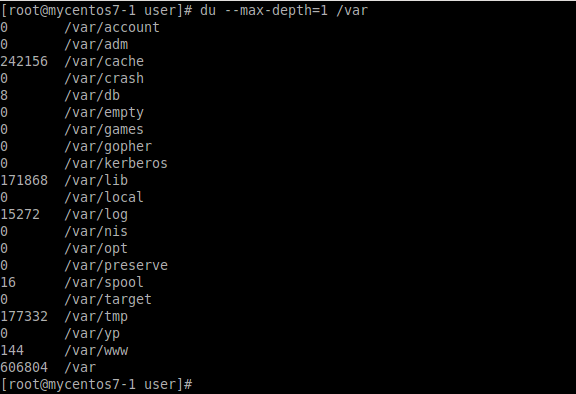 [root@mycentos7-1 user]# du --max-depth=1 /var
0       /var/account
0       /var/adm
242156  /var/cache
0       /var/crash
8       /var/db
0       /var/empty
0       /var/games
0       /var/gopher
0       /var/kerberos
171868  /var/lib
0       /var/local
15272   /var/log
0       /var/nis
0       /var/opt
0       /var/preserve
16      /var/spool
0       /var/target
177332  /var/tmp
0       /var/yp
144     /var/www
606804  /var
[root@mycentos7-1 user]#